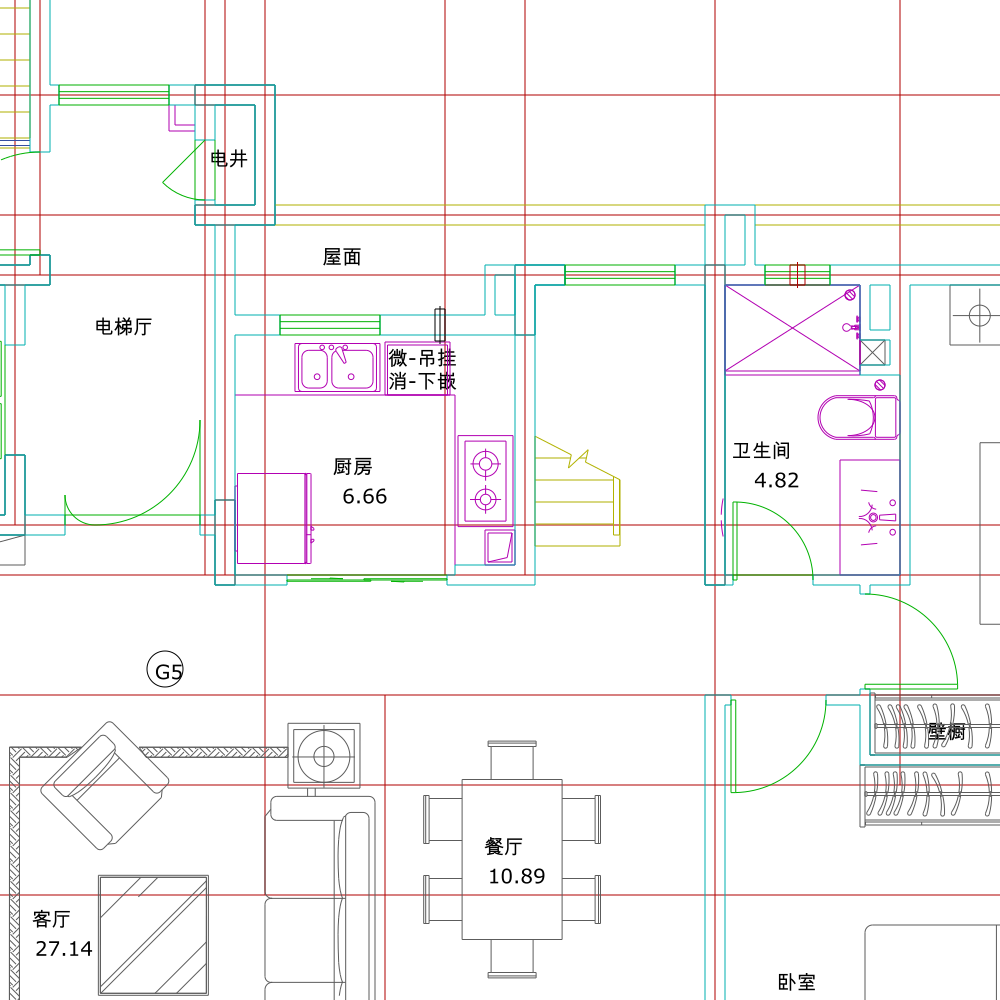 电井
屋面
电梯厅
微-吊挂
消-下嵌
厨房
6.66
卫生间
4.82
G5
壁橱
餐厅
10.89
客厅
27.14
卧室